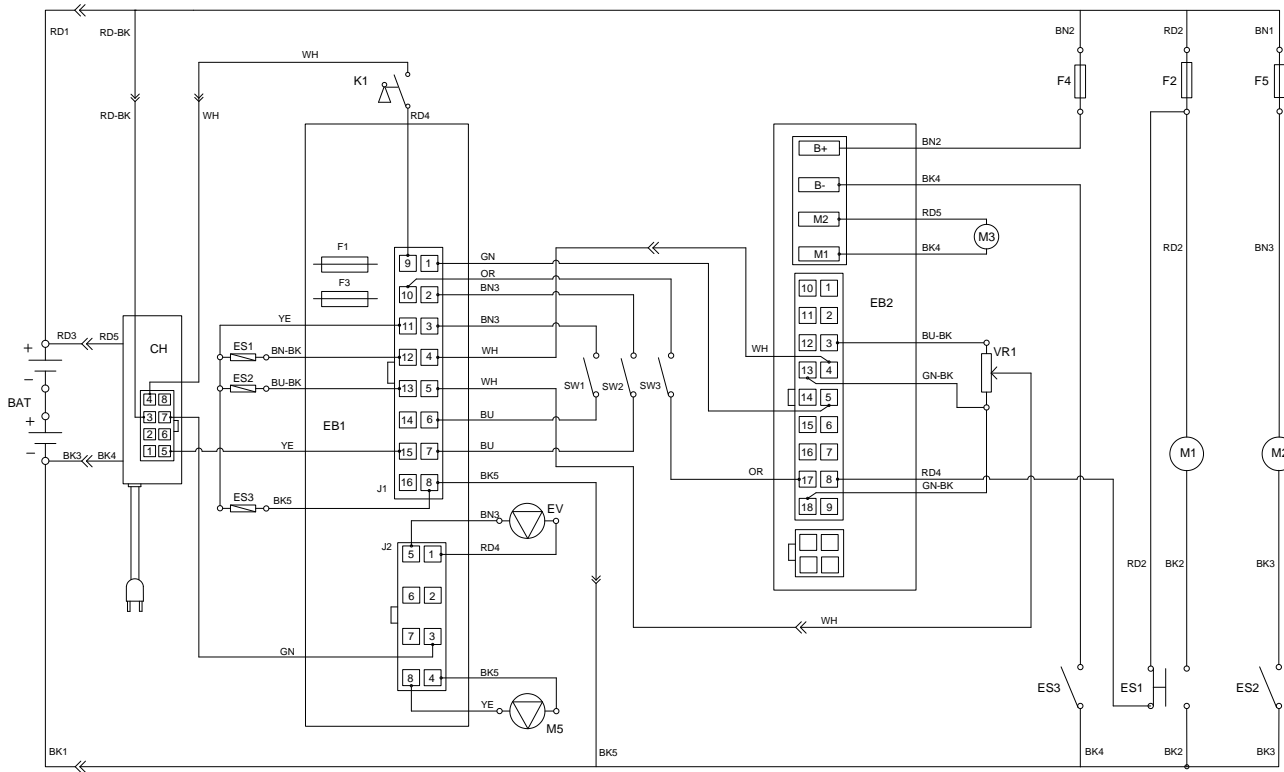 RD1
RD-BK
BN2
RD2
BN1
WH
K1
F4
F2
F5
RD-BK
WH
RD4
B+
BN2
B-
BK4
M2
RD5
M3
M1
BK4
F1
9 1
GN
OR
RD2
BN3
F3
10 2
BN3
10 1
EB2
YE
11 3
BN3
11 2
RD3
RD5
CH
ES1
BN-BK
12 4
WH
12 3
BU-BK
VR1
+
-
WH
13 4
GN-BK
ES2
BU-BK
13 5
WH
SW1
SW2
SW3
BAT
4 8
14 5
+
-
3 7
EB1
14 6
BU
15 6
2 6
1 5
YE
15 7
BU
16 7
M1
M2
BK3
BK4
OR
17 8
RD4
J1
16 8
BK5
GN-BK
ES3
BK5
18 9
BN3
EV
J2
5 1
RD4
RD2
BK2
BK3
6 2
7 3
WH
GN
8 4
BK5
YE
M5
ES3
ES1
ES2
BK1
BK5
BK4
BK2
BK3